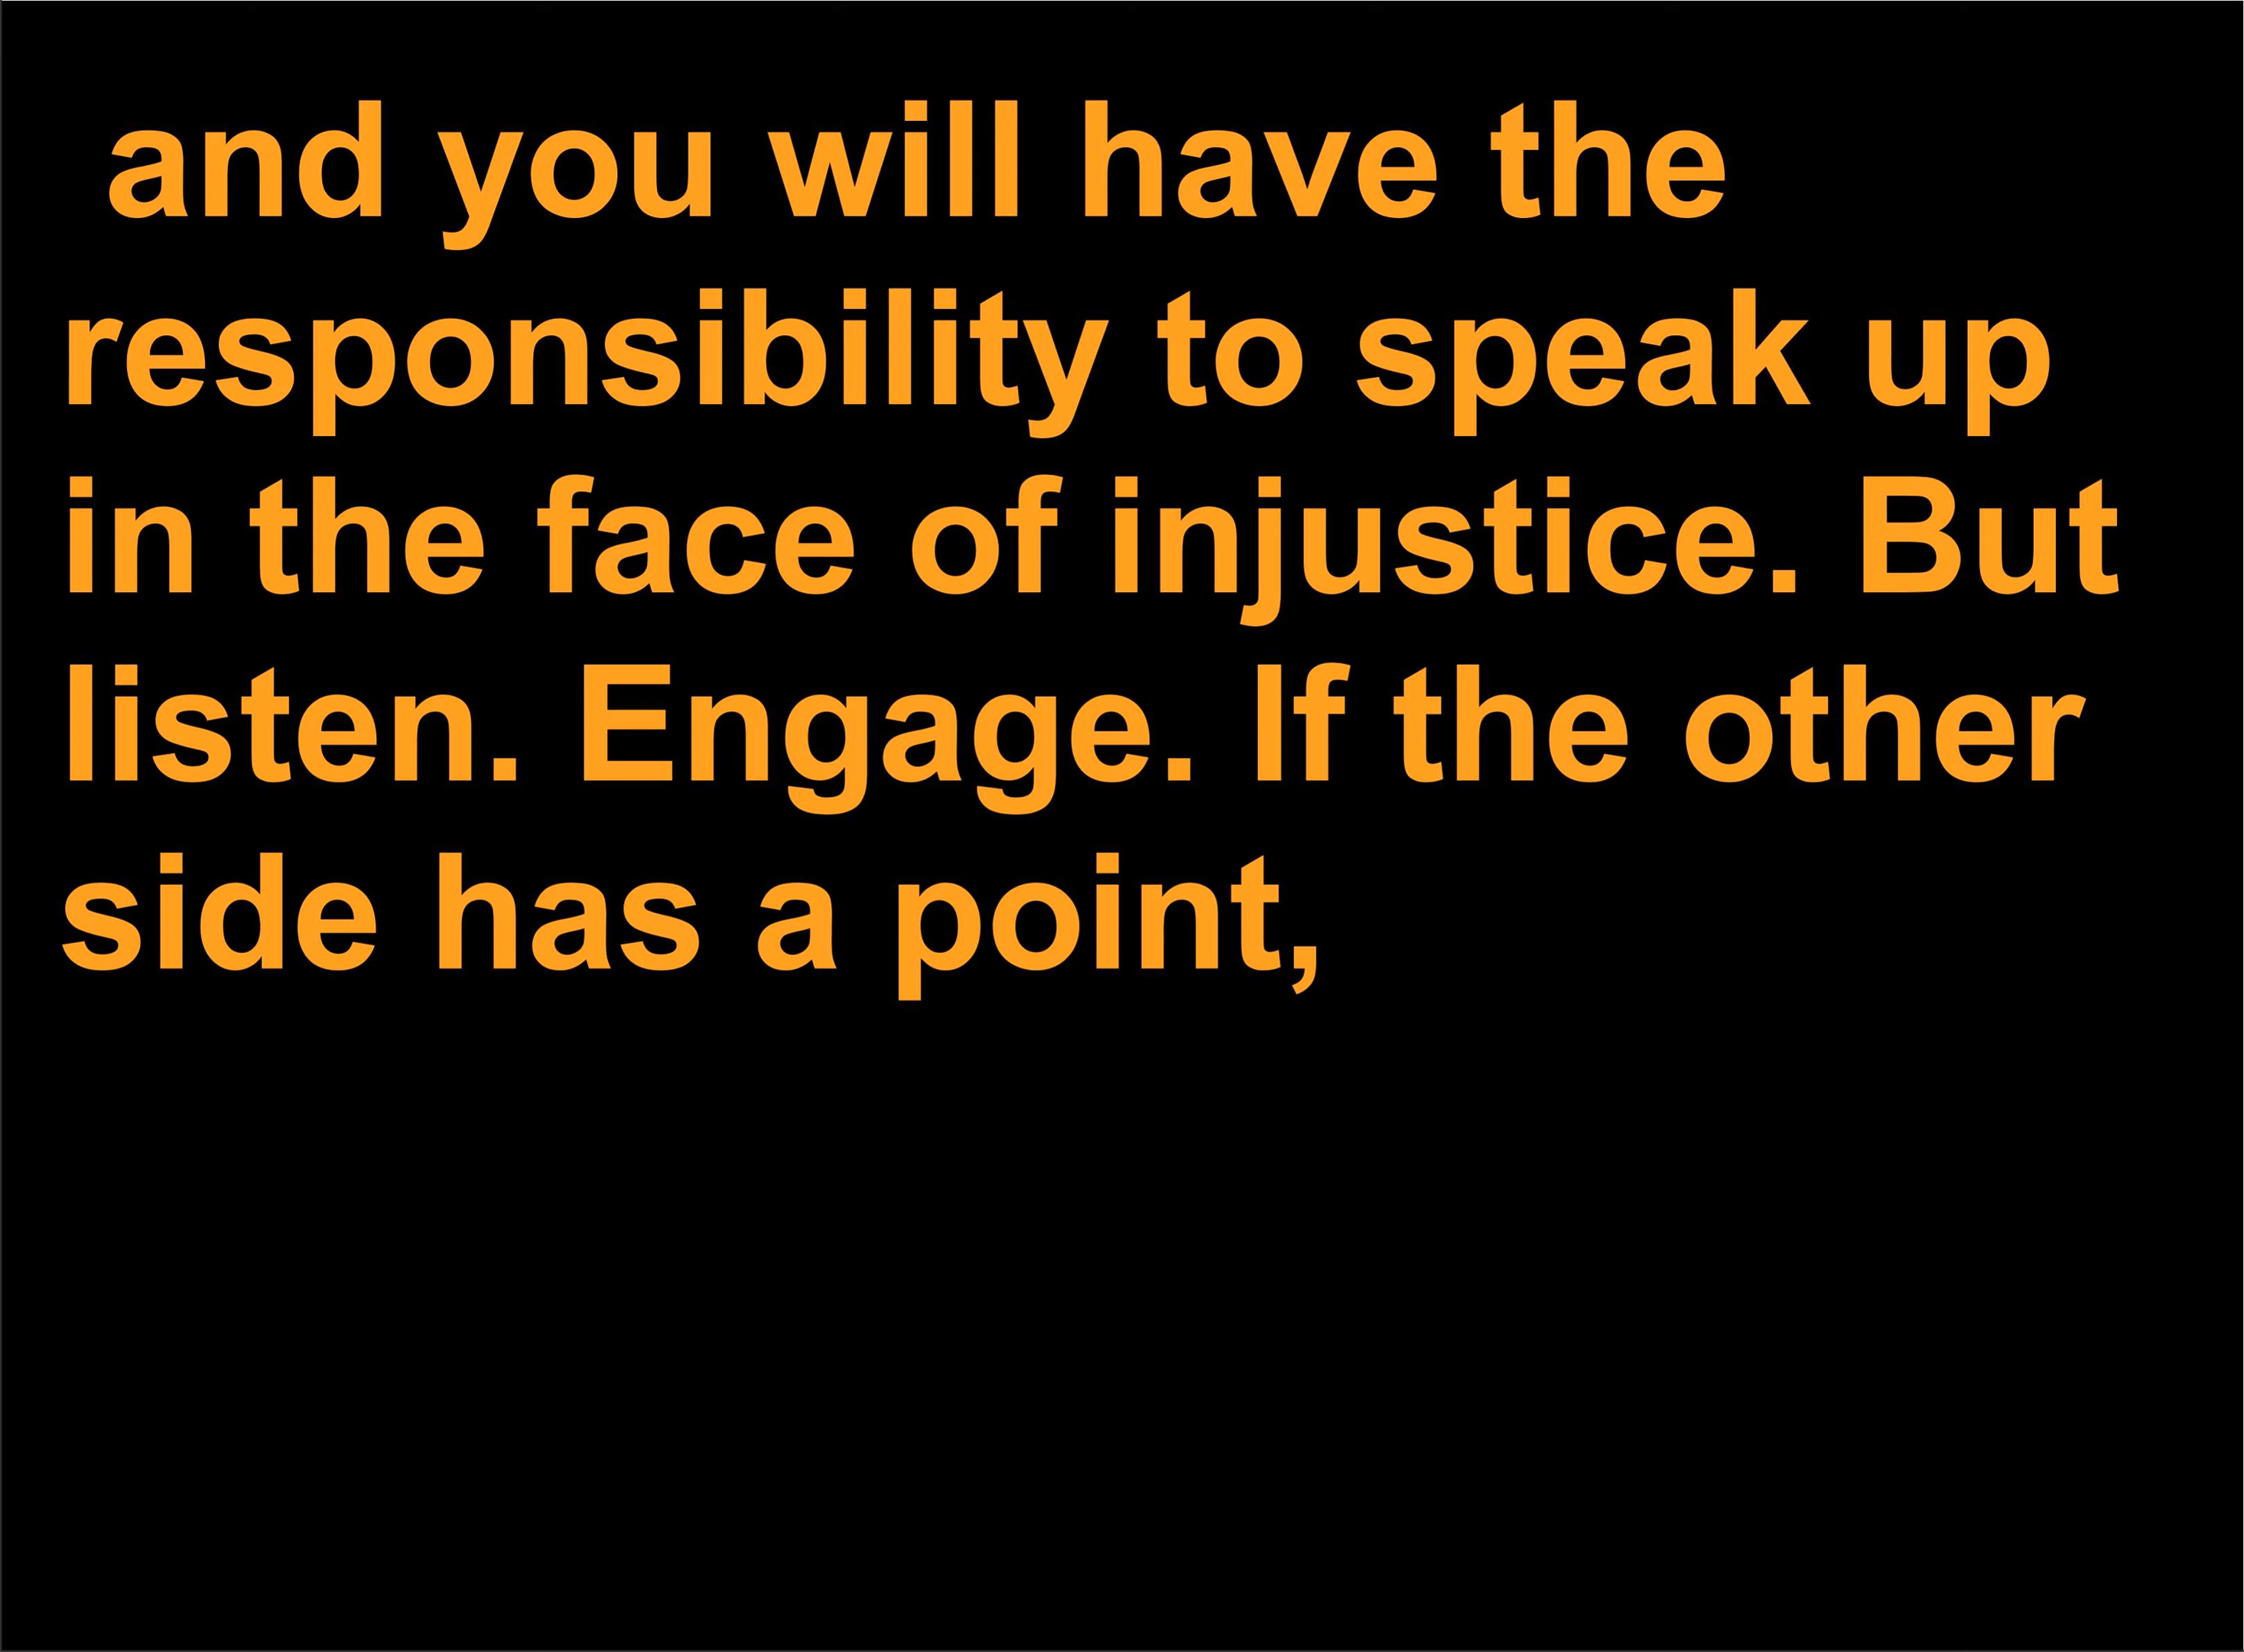 and you will have the
responsibility to speak up
in the face of injustice. But
listen. Engage. If the other
side has a point,